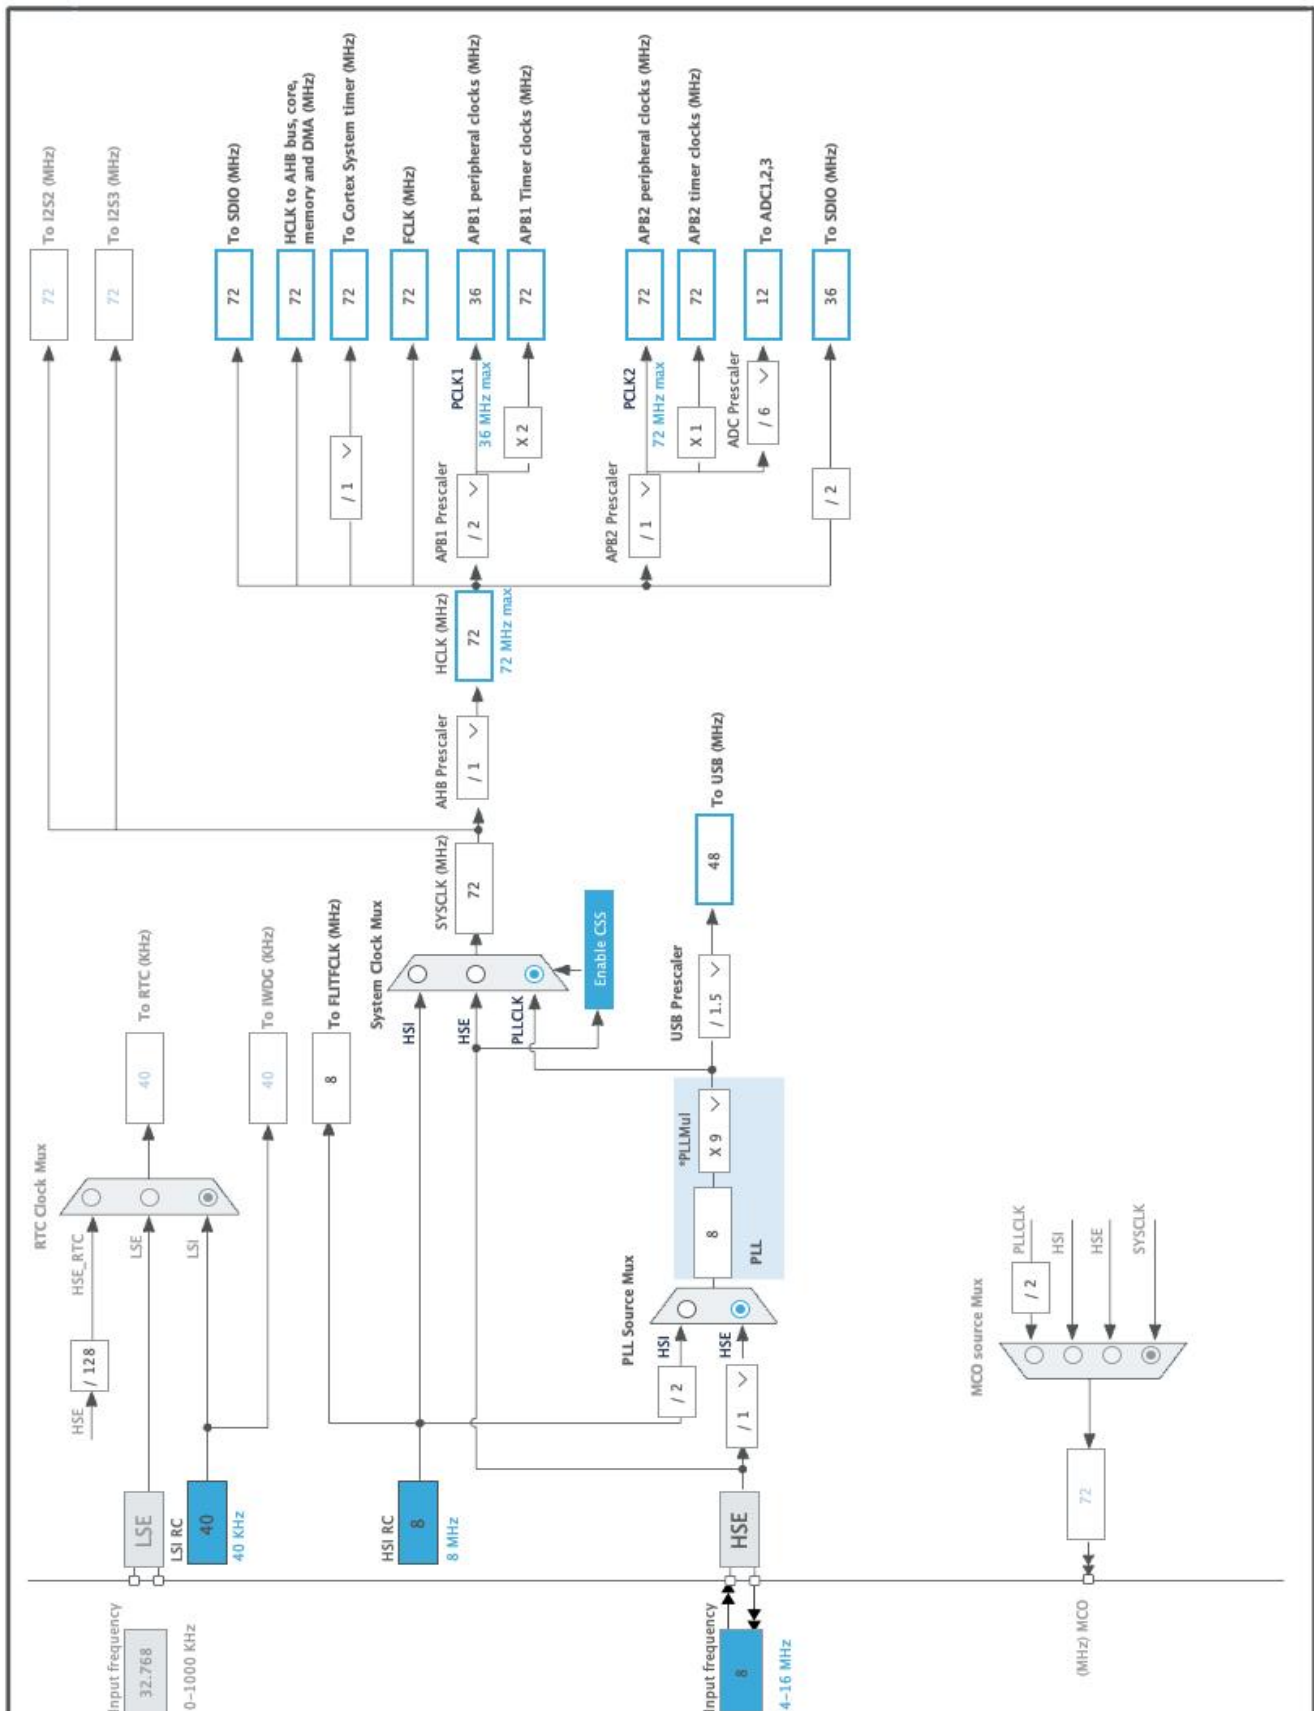 Input frequency
32.768
0-1000 KHz
LSE
LSI RC
40
40 KHz
HSE
/ 128
HSE_RTC
LSE
LSI
RTC Clock Mux
40
To RTC (KHz)
40
To IWDG (KHz)
8
To FLITFCLK (MHz)
HSI RC
8
8 MHz
Input frequency
8
4-16 MHz
HSE
/ 2
/ 1
HSI
HSE
PLL Source Mux
8
PLL
*PLLMul
X 9
USB Prescaler
/ 1.5
48
To USB (MHz)
System Clock Mux
HSI
HSE
PLLCLK
Enable CSS
SYSCLK (MHz)
72
AHB Prescaler
/ 1
HCLK (MHz)
72
72 MHz max
72
To I2S2 (MHz)
72
To I2S3 (MHz)
72
To SDIO (MHz)
72
HCLK to AHB bus, core,
memory and DMA (MHz)
/ 1
72
To Cortex System timer (MHz)
72
FCLK (MHz)
APB1 Prescaler
/ 2
PCLK1
36 MHz max
36
APB1 peripheral clocks (MHz)
X 2
72
APB1 Timer clocks (MHz)
APB2 Prescaler
/ 1
PCLK2
72 MHz max
72
APB2 peripheral clocks (MHz)
X 1
72
APB2 timer clocks (MHz)
ADC Prescaler
/ 6
12
To ADC1,2,3
/ 2
36
To SDIO (MHz)
MCO source Mux
PLLCLK
/ 2
HSI
HSE
SYSCLK
72
(MHz) MCO